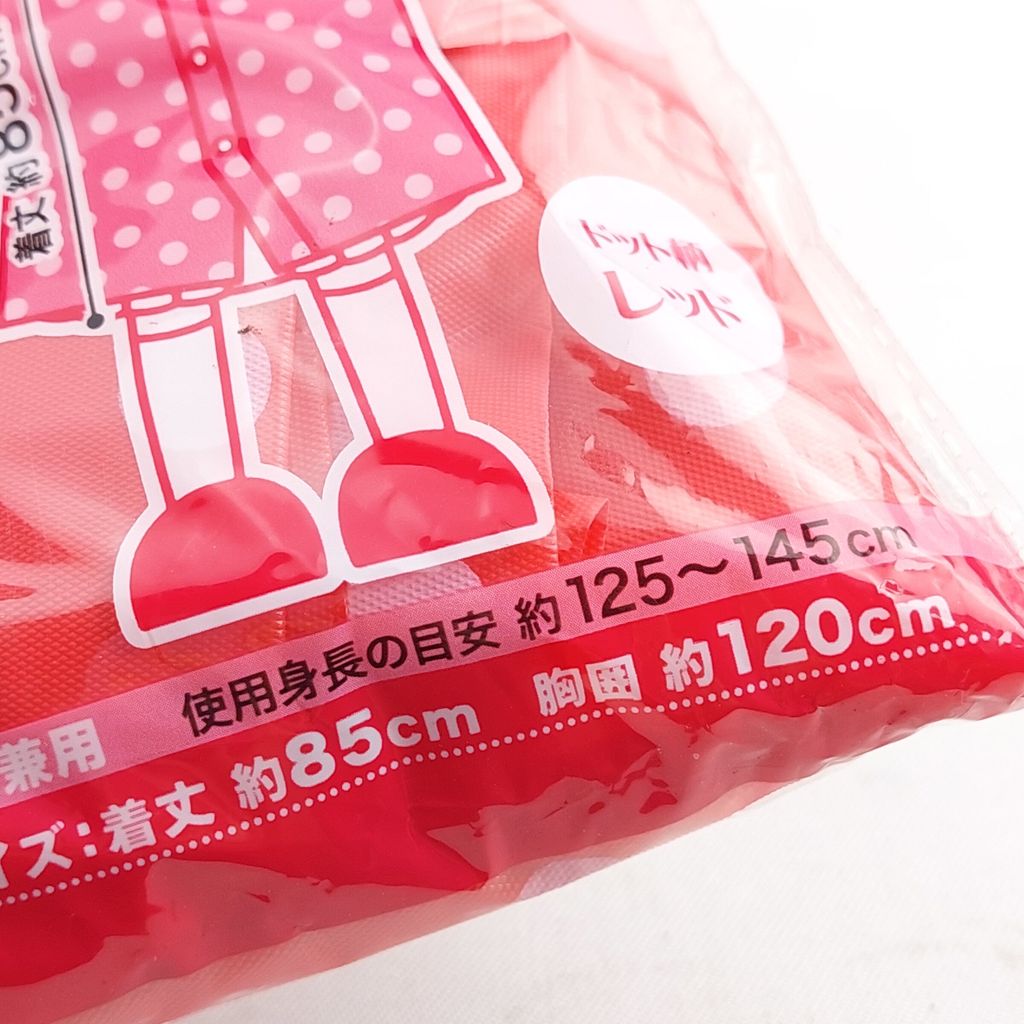 着丈 約85cm
ドット柄
レッド
兼用 使用身長の目安 約125～145cm
イズ：着丈 約85cm 胸囲 約120cm